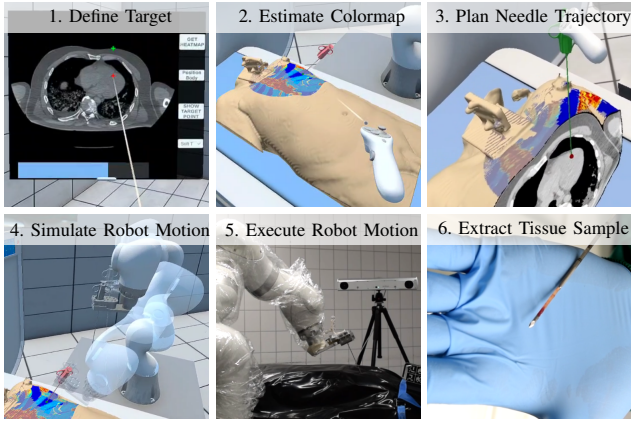 1. Define Target
2. Estimate Colormap
3. Plan Needle Trajectory
GET
HEATMAP
Position
Body
SHOW
TARGET
POINT
4. Simulate Robot Motion
5. Execute Robot Motion
6. Extract Tissue Sample